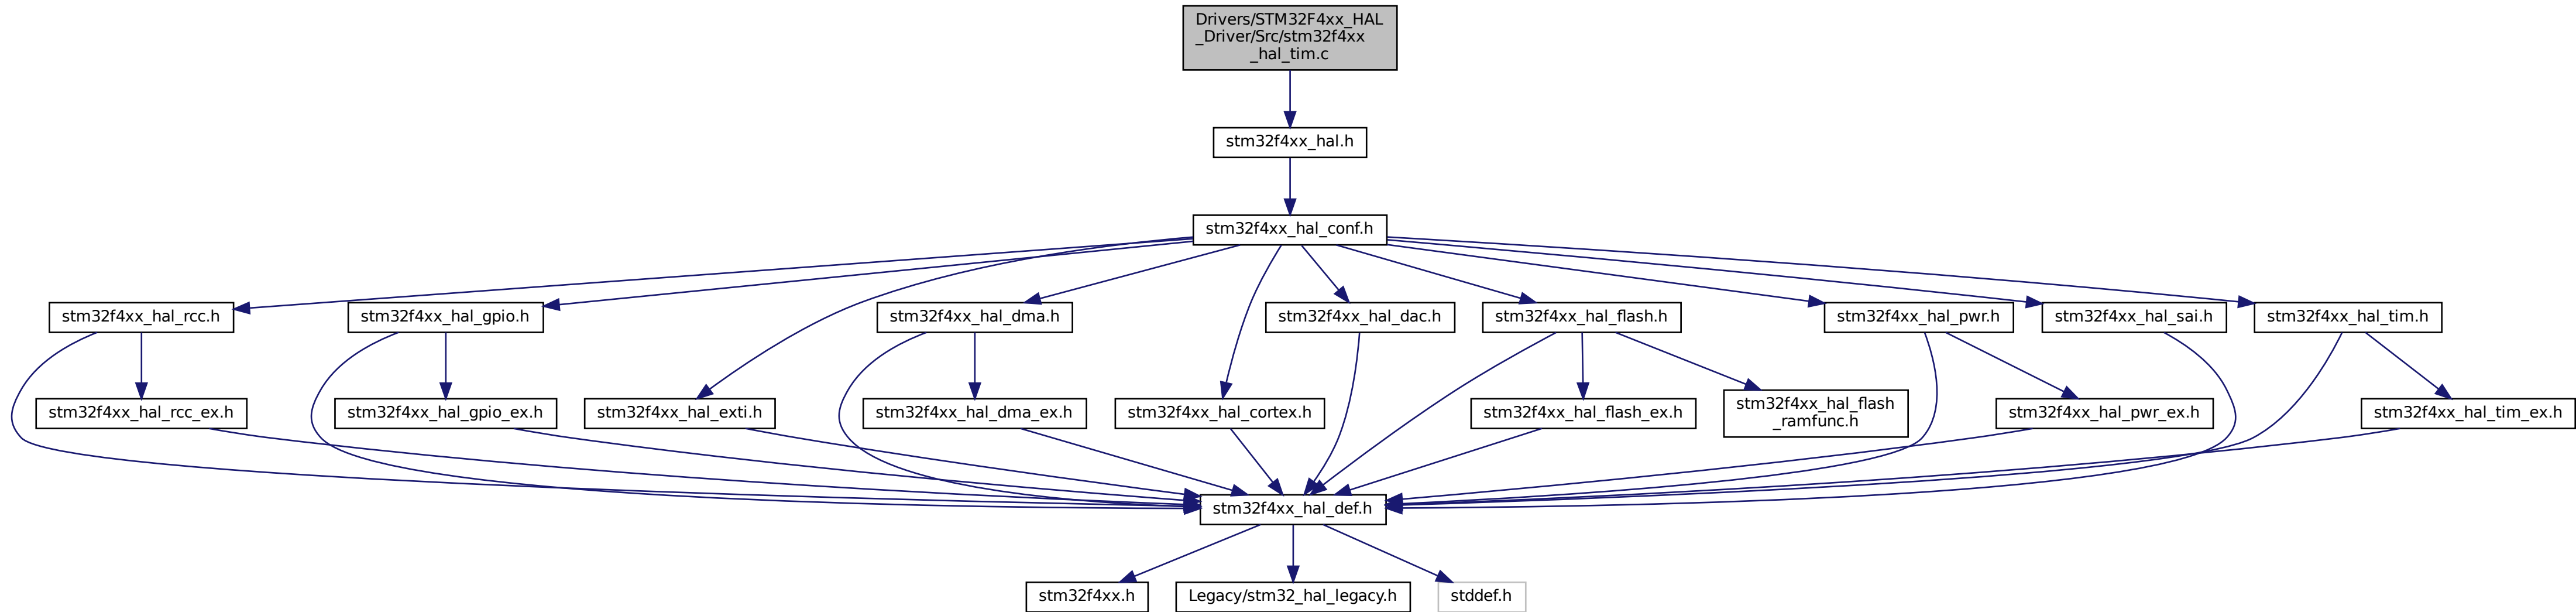 Drivers/STM32F4xx_HAL
_Driver/Src/stm32f4xx
_hal_tim.c
stm32f4xx_hal.h
stm32f4xx_hal_conf.h
stm32f4xx_hal_rcc.h
stm32f4xx_hal_gpio.h
stm32f4xx_hal_dma.h
stm32f4xx_hal_dac.h
stm32f4xx_hal_flash.h
stm32f4xx_hal_pwr.h
stm32f4xx_hal_sai.h
stm32f4xx_hal_tim.h
stm32f4xx_hal_rcc_ex.h
stm32f4xx_hal_gpio_ex.h
stm32f4xx_hal_exti.h
stm32f4xx_hal_dma_ex.h
stm32f4xx_hal_cortex.h
stm32f4xx_hal_flash_ex.h
stm32f4xx_hal_flash
_ramfunc.h
stm32f4xx_hal_pwr_ex.h
stm32f4xx_hal_tim_ex.h
stm32f4xx_hal_def.h
stm32f4xx.h
Legacy/stm32_hal_legacy.h
stddef.h